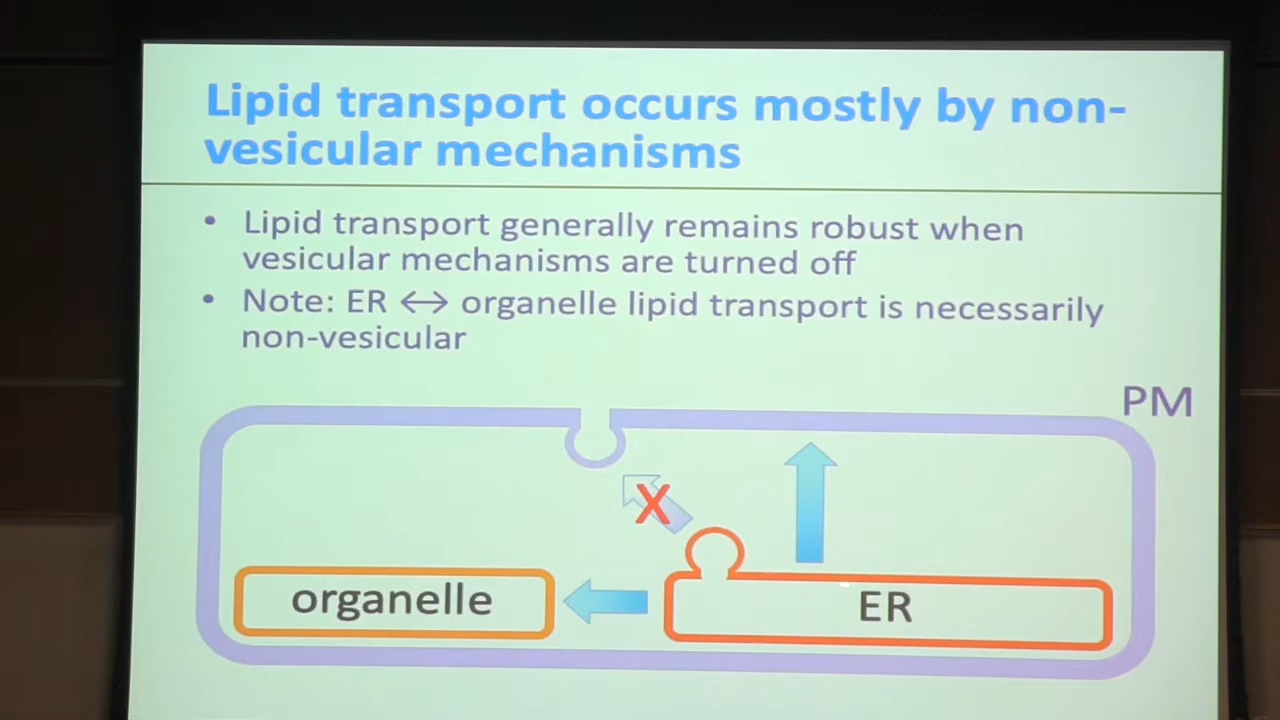 Lipid transport occurs mostly by non-
vesicular mechanisms
• Lipid transport generally remains robust when
vesicular mechanisms are turned off
• Note: ER ↔ organelle lipid transport is necessarily
non-vesicular
PM
X
organelle
ER